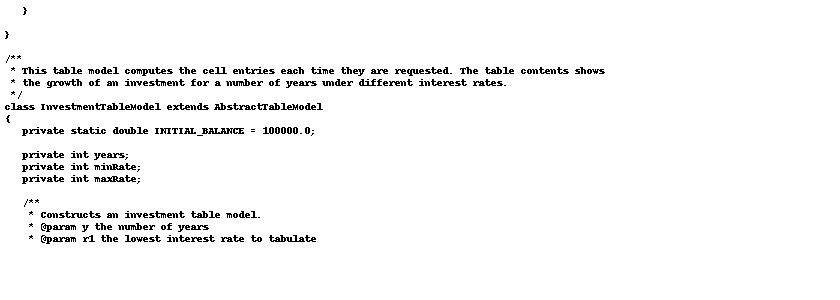 }

}

/**
 * This table model computes the cell entries each time they are requested. The table contents shows
 * the growth of an investment for a number of years under different interest rates.
 */
class InvestmentTableModel extends AbstractTableModel
{
   private static double INITIAL_BALANCE = 100000.0;

   private int years;
   private int minRate;
   private int maxRate;

   /**
    * Constructs an investment table model.
    * @param y the number of years
    * @param r1 the lowest interest rate to tabulate